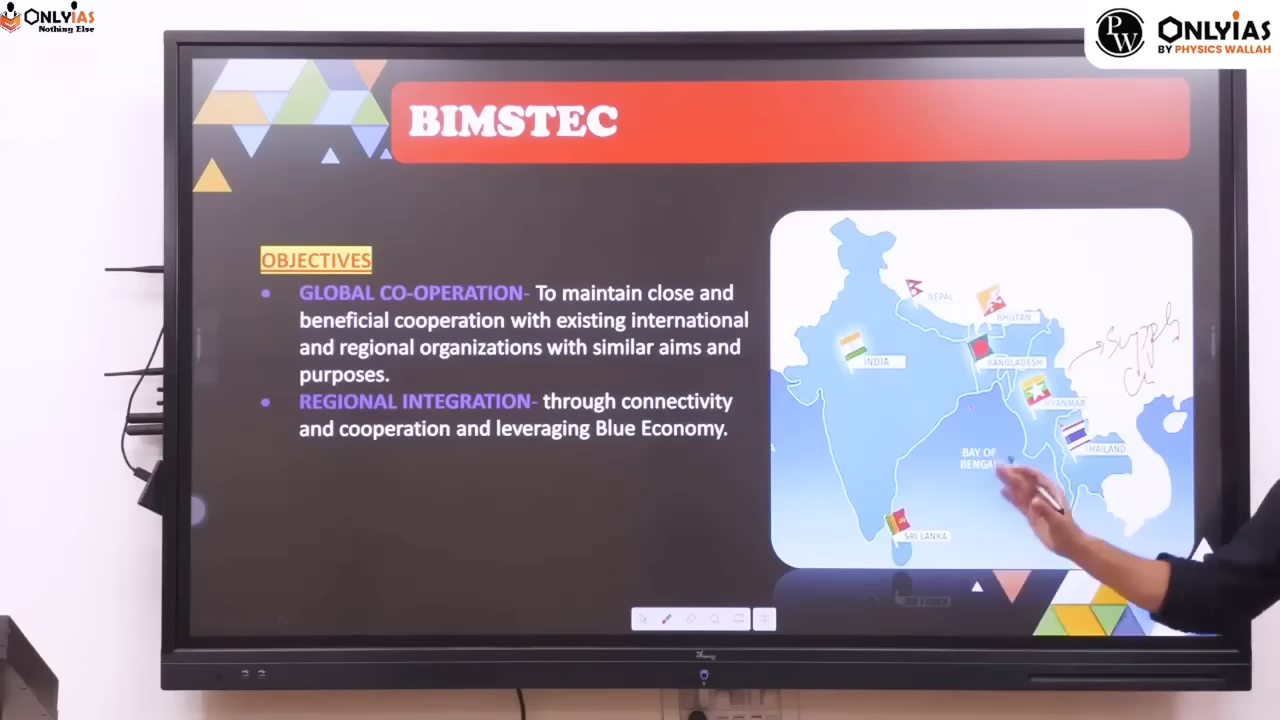 ONLYIAS
Nothing Else
PW
ONLYIAS
BY PHYSICS WALLAH
BIMSTEC
OBJECTIVES
• GLOBAL CO-OPERATION- To maintain close and
beneficial cooperation with existing international
and regional organizations with similar aims and
purposes.
• REGIONAL INTEGRATION- through connectivity
and cooperation and leveraging Blue Economy.
NEPAL
BHUTAN
INDIA
BANGLADESH
MYANMAR
THAILAND
BAY OF
BENGAL
SRI LANKA
supply